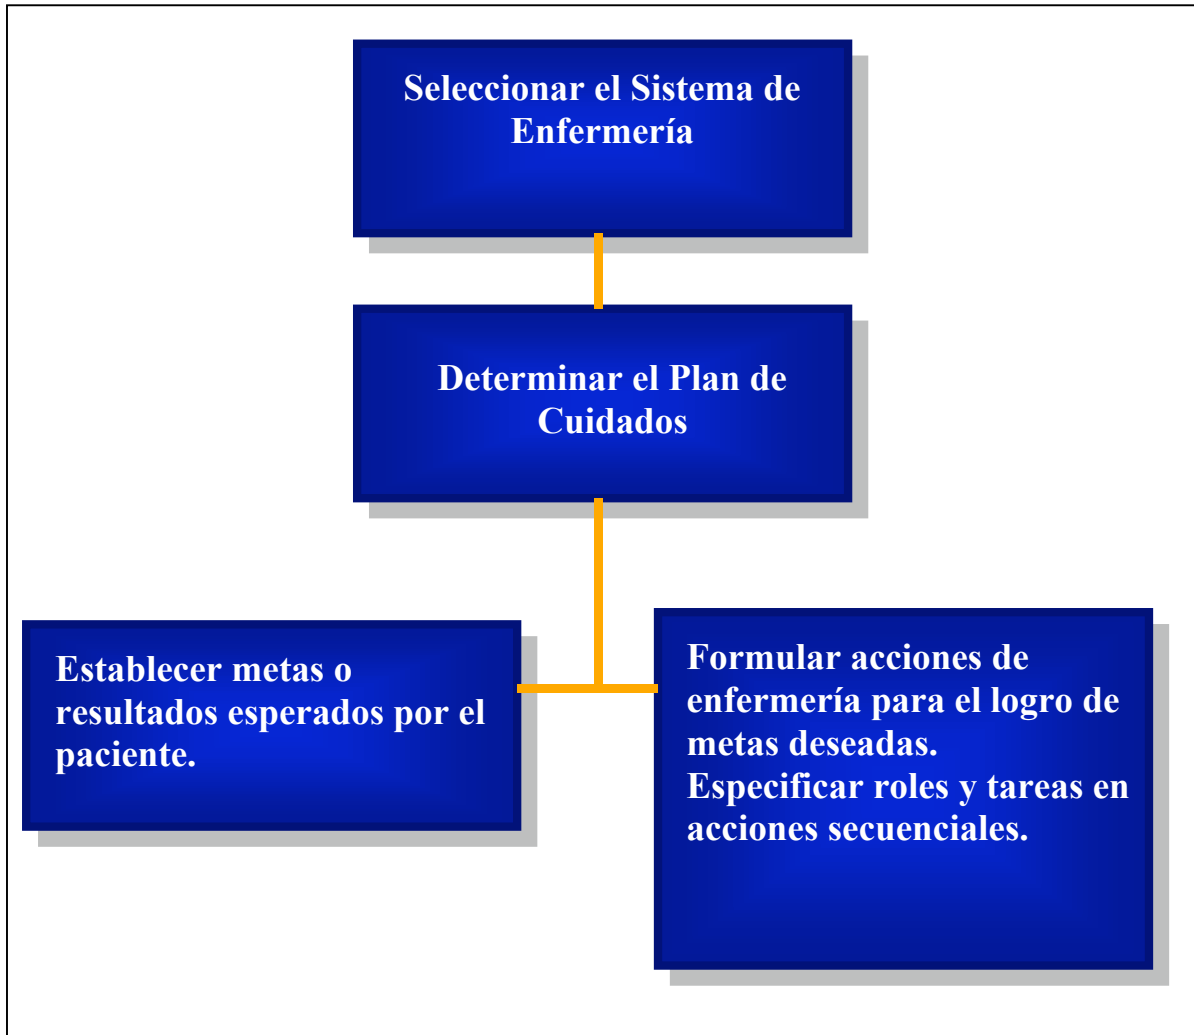 Seleccionar el Sistema de
Enfermería
Determinar el Plan de
Cuidados
Establecer metas o
resultados esperados por el
paciente.
Formular acciones de
enfermería para el logro de
metas deseadas.
Especificar roles y tareas en
acciones secuenciales.